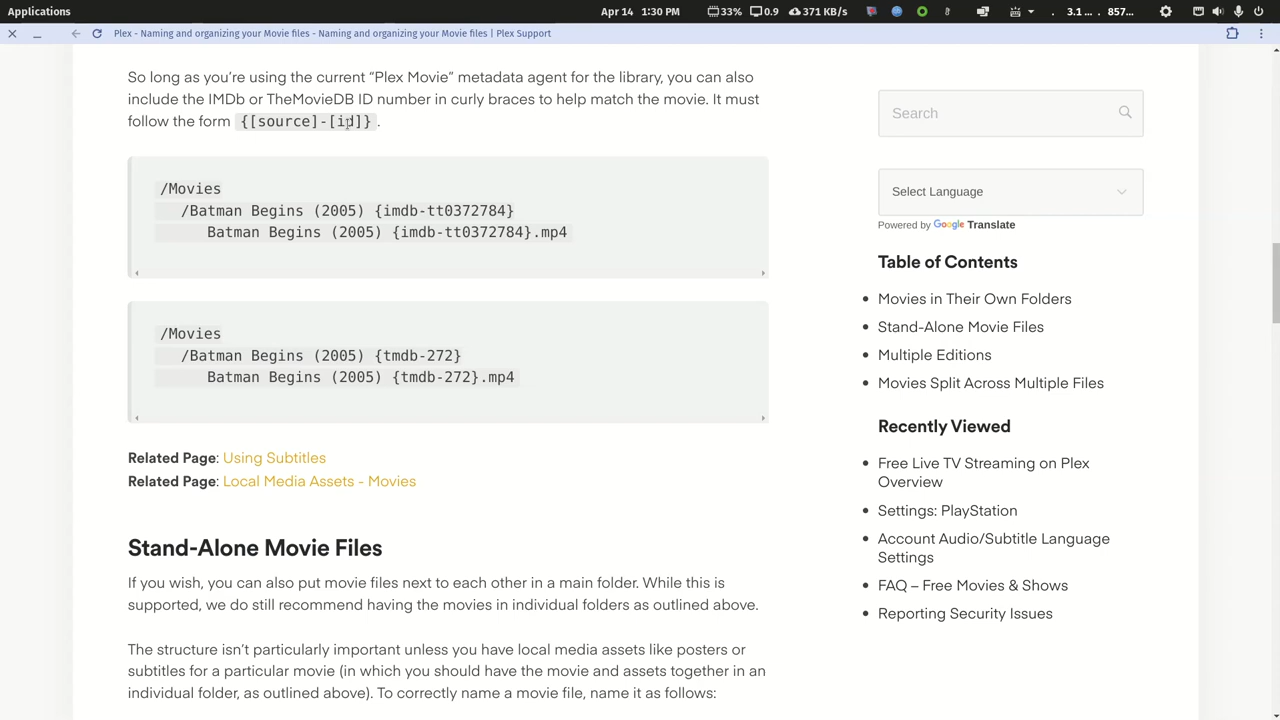 Applications
Apr 14 1:30 PM
33%
0.9
371 KB/s
3.1 ... . 857...
Plex - Naming and organizing your Movie files - Naming and organizing your Movie files | Plex Support
So long as you’re using the current “Plex Movie” metadata agent for the library, you can also
include the IMDb or TheMovieDB ID number in curly braces to help match the movie. It must
follow the form {[source]-[id]}.
/Movies
/Batman Begins (2005) {imdb-tt0372784}
Batman Begins (2005) {imdb-tt0372784}.mp4
/Movies
/Batman Begins (2005) {tmdb-272}
Batman Begins (2005) {tmdb-272}.mp4
Related Page: Using Subtitles
Related Page: Local Media Assets - Movies
Stand-Alone Movie Files
If you wish, you can also put movie files next to each other in a main folder. While this is
supported, we do still recommend having the movies in individual folders as outlined above.
The structure isn’t particularly important unless you have local media assets like posters or
subtitles for a particular movie (in which you should have the movie and assets together in an
individual folder, as outlined above). To correctly name a movie file, name it as follows:
Search
Select Language
Powered by Google Translate
Table of Contents
Movies in Their Own Folders
Stand-Alone Movie Files
Multiple Editions
Movies Split Across Multiple Files
Recently Viewed
Free Live TV Streaming on Plex
Overview
Settings: PlayStation
Account Audio/Subtitle Language
Settings
FAQ – Free Movies & Shows
Reporting Security Issues